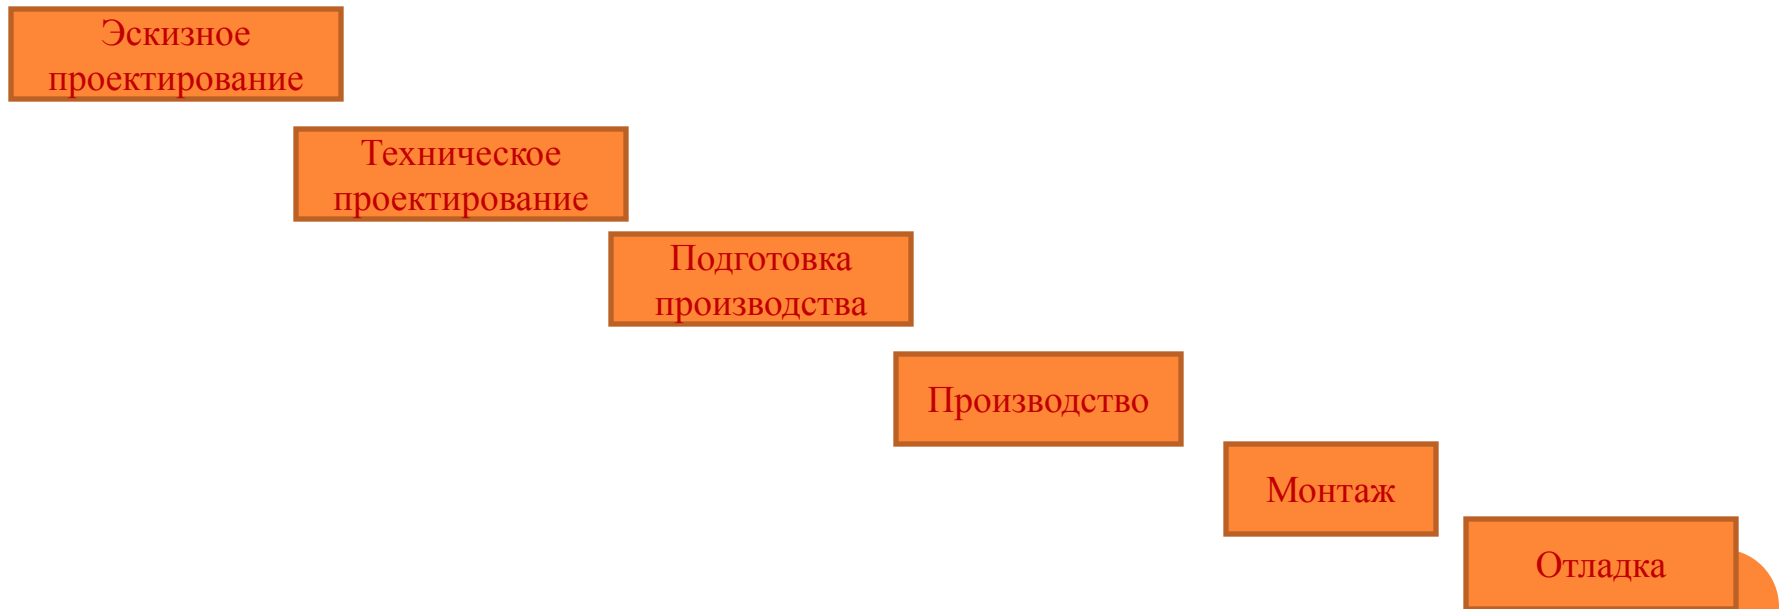 Эскизное
проектирование
Техническое
проектирование
Подготовка
производства
Производство
Монтаж
Отладка